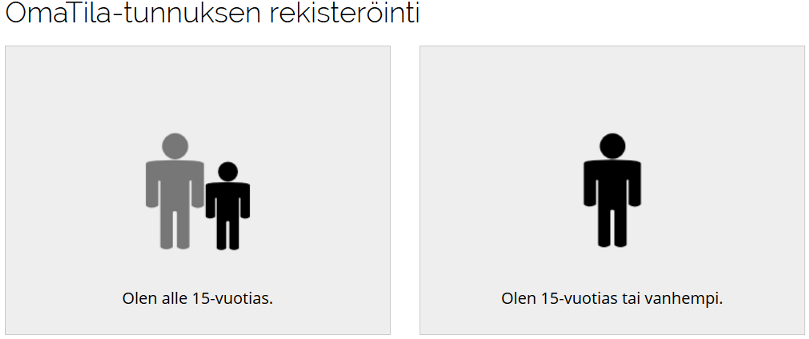 OmaTila-tunnuksen rekisteröinti
Olen alle 15-vuotias.
Olen 15-vuotias tai vanhempi.